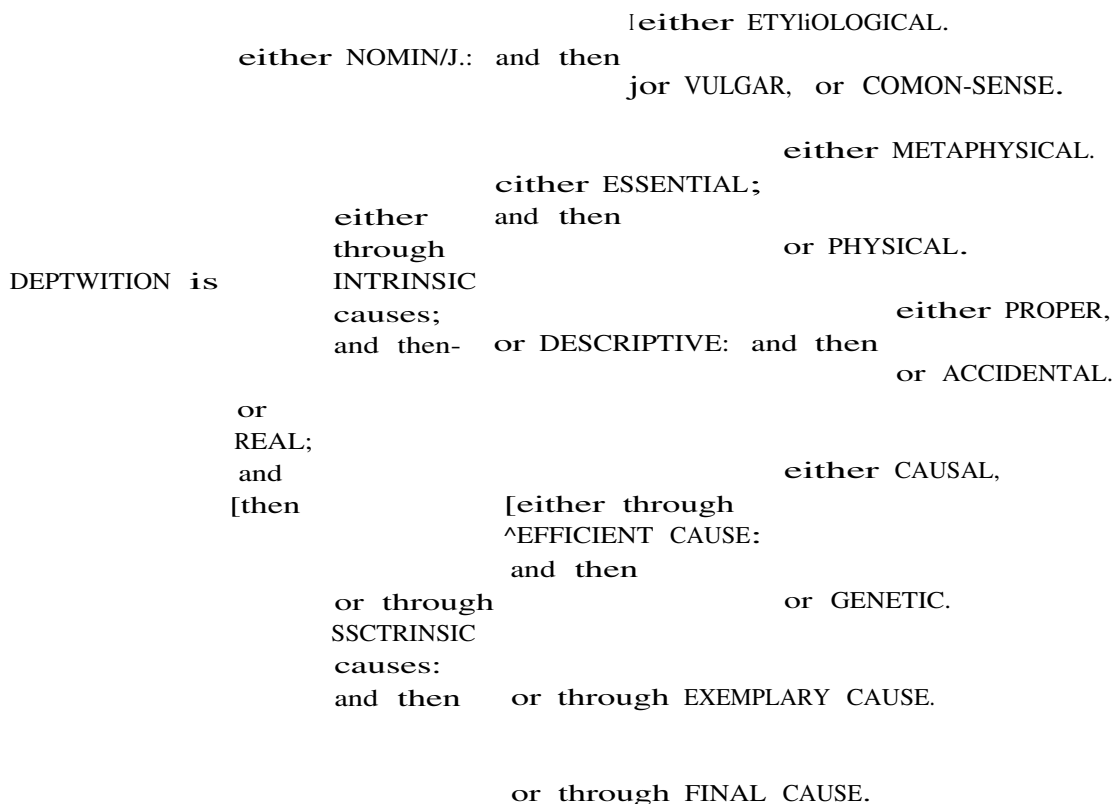 |either ETYliOLOGICAL.
either NOMIN/J.: and then
jor VULGAR, or COMON-SENSE.
either METAPHYSICAL.
cither ESSENTIAL;
either and then
through or PHYSICAL.
DEPTWITION is INTRINSIC
causes; either PROPER,
and then- or DESCRIPTIVE: and then
or ACCIDENTAL.
or
REAL;
and either CAUSAL,
[then [either through
^EFFICIENT CAUSE:
and then
or through or GENETIC.
SSCTRINSIC
causes:
and then or through EXEMPLARY CAUSE.
or through FINAL CAUSE.